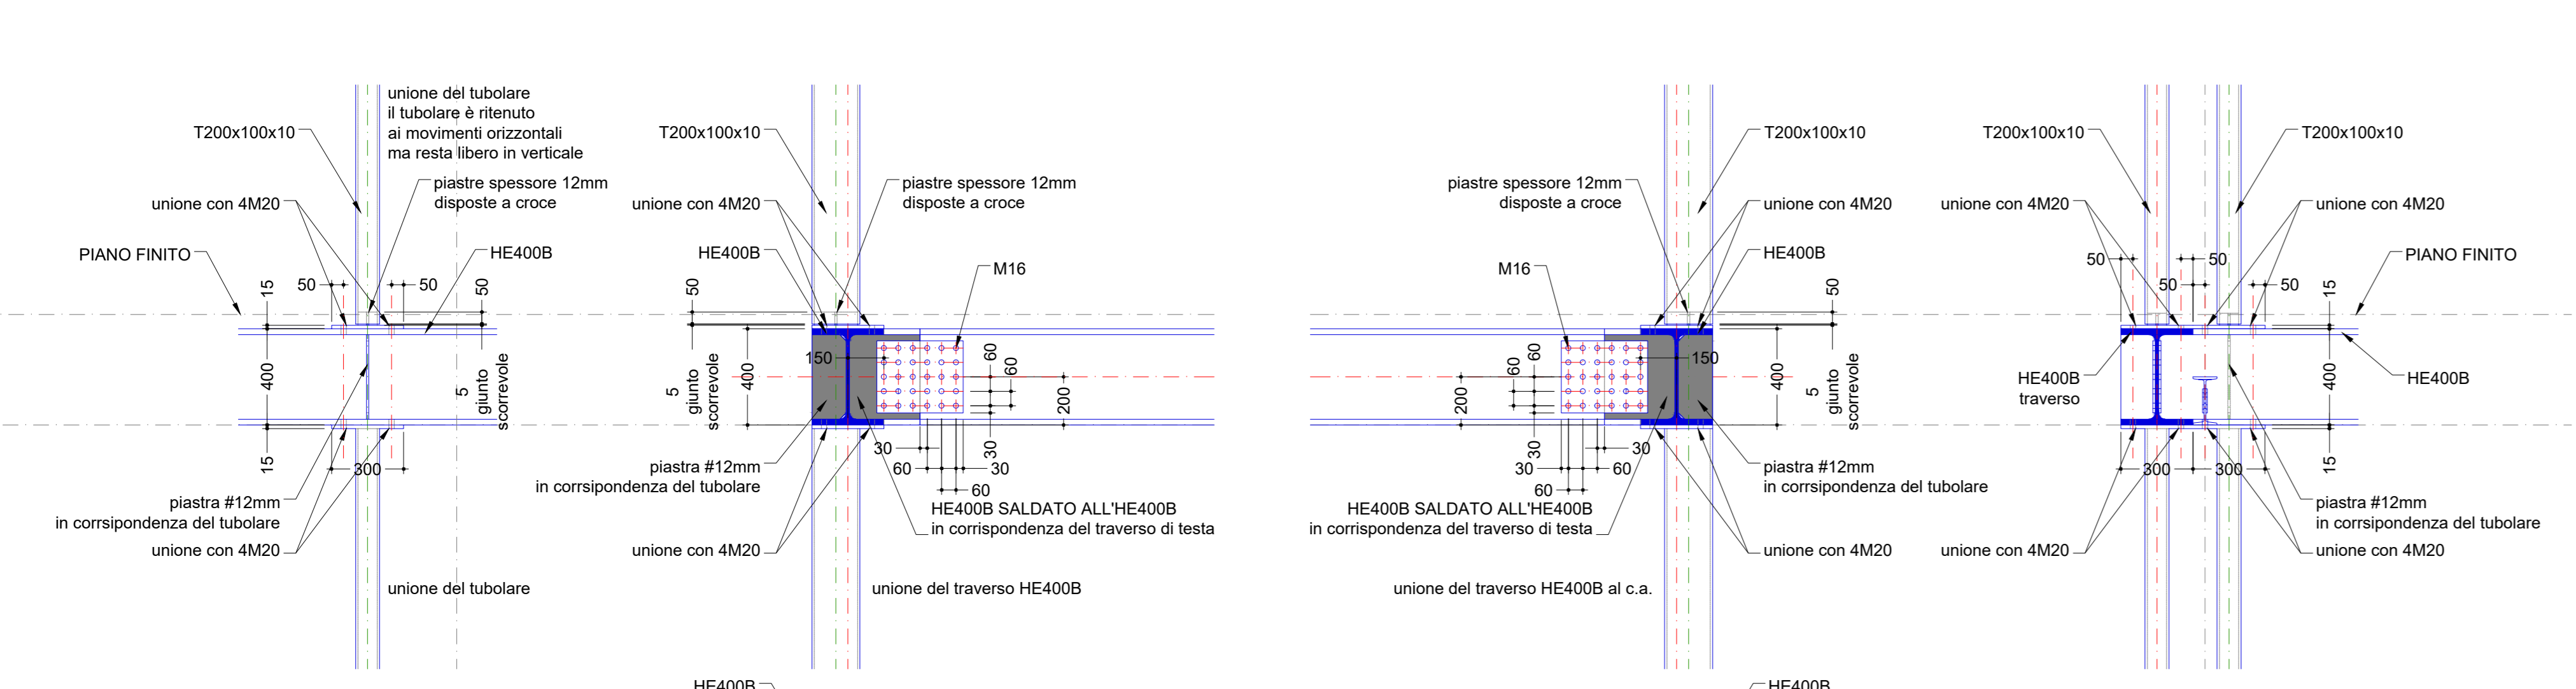 unione del tubolare
il tubolare è ritenuto
ai movimenti orizzontali
ma resta libero in verticale
T200x100x10
piastre spessore 12mm
disposte a croce
unione con 4M20
PIANO FINITO
HE400B
15
50
50
50
400
5
giunto
scorrevole
15
300
piastra #12mm
in corrsipondenza del tubolare
unione con 4M20
unione del tubolare
T200x100x10
piastre spessore 12mm
disposte a croce
unione con 4M20
HE400B
M16
50
150
400
5
giunto
scorrevole
60
60
200
30
30
60
30
60
piastra #12mm
in corrsipondenza del tubolare
HE400B SALDATO ALL'HE400B
in corrispondenza del traverso di testa
unione con 4M20
unione del traverso HE400B
HE400B
T200x100x10
piastre spessore 12mm
disposte a croce
unione con 4M20
HE400B
M16
50
150
400
5
giunto
scorrevole
60
60
200
30
30
30
60
60
piastra #12mm
in corrsipondenza del tubolare
HE400B SALDATO ALL'HE400B
in corrispondenza del traverso di testa
unione con 4M20
unione del traverso HE400B al c.a.
HE400B
T200x100x10
T200x100x10
unione con 4M20
unione con 4M20
PIANO FINITO
50
50
50
50
15
HE400B
traverso
400
HE400B
300
300
15
piastra #12mm
in corrsipondenza del tubolare
unione con 4M20
unione con 4M20